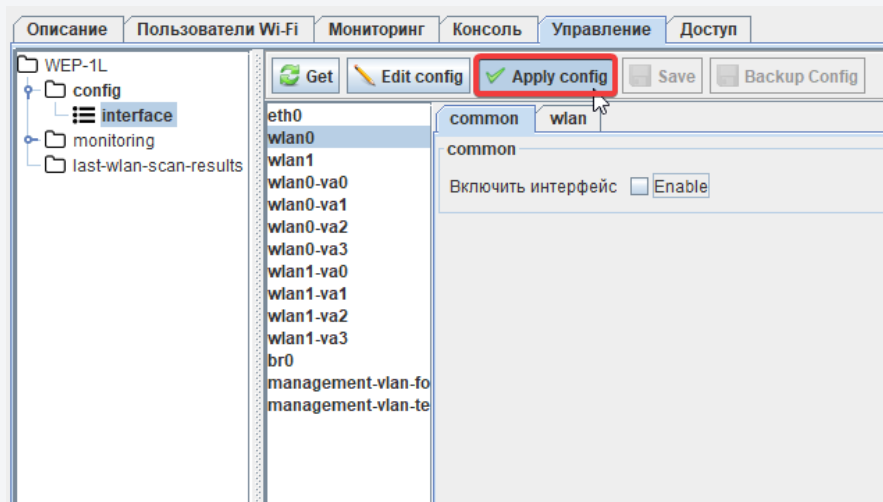 Описание Пользователи Wi-Fi Мониторинг Консоль Управление Доступ
WEP-1L
config
interface
monitoring
last-wlan-scan-results
Get Edit config Apply config Save Backup Config
eth0
wlan0
wlan1
wlan0-va0
wlan0-va1
wlan0-va2
wlan0-va3
wlan1-va0
wlan1-va1
wlan1-va2
wlan1-va3
br0
management-vlan-fo
management-vlan-te
common wlan
common
Включить интерфейс Enable